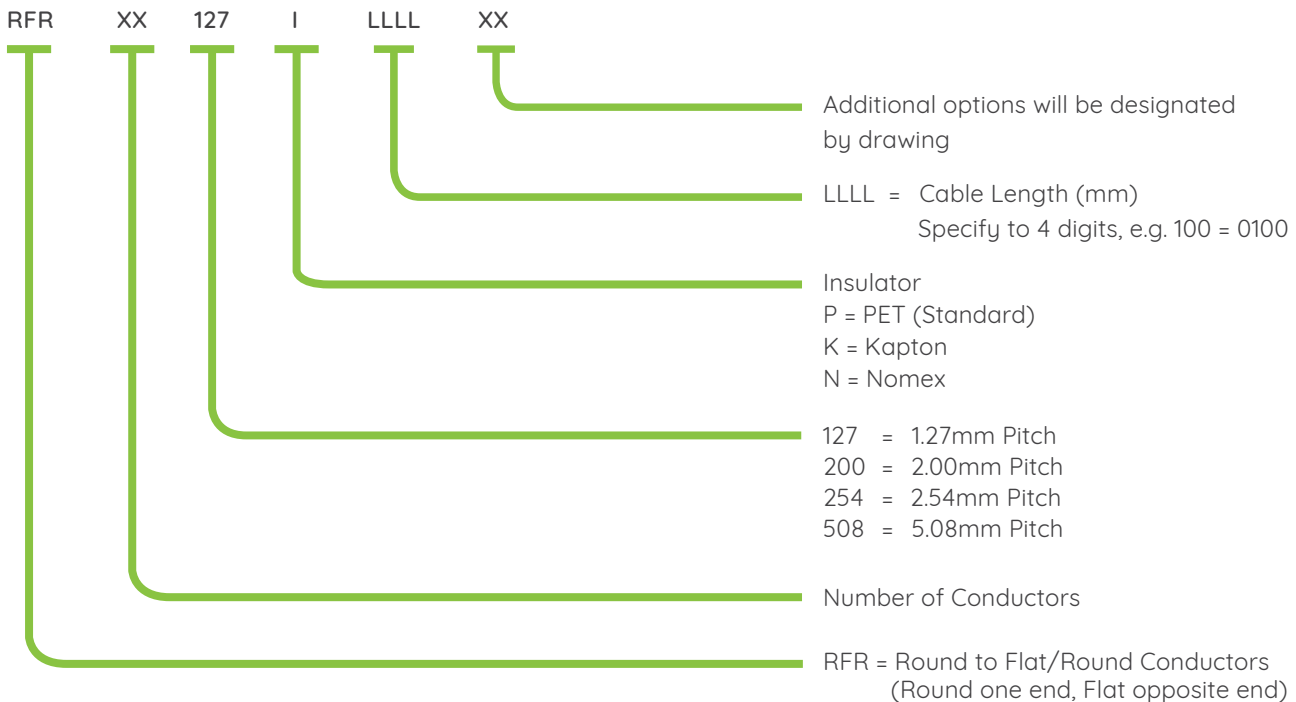 RFR XX 127 I LLLL XX
Additional options will be designated
by drawing
LLLL = Cable Length (mm)
Specify to 4 digits, e.g. 100 = 0100
Insulator
P = PET (Standard)
K = Kapton
N = Nomex
127 = 1.27mm Pitch
200 = 2.00mm Pitch
254 = 2.54mm Pitch
508 = 5.08mm Pitch
Number of Conductors
RFR = Round to Flat/Round Conductors
(Round one end, Flat opposite end)